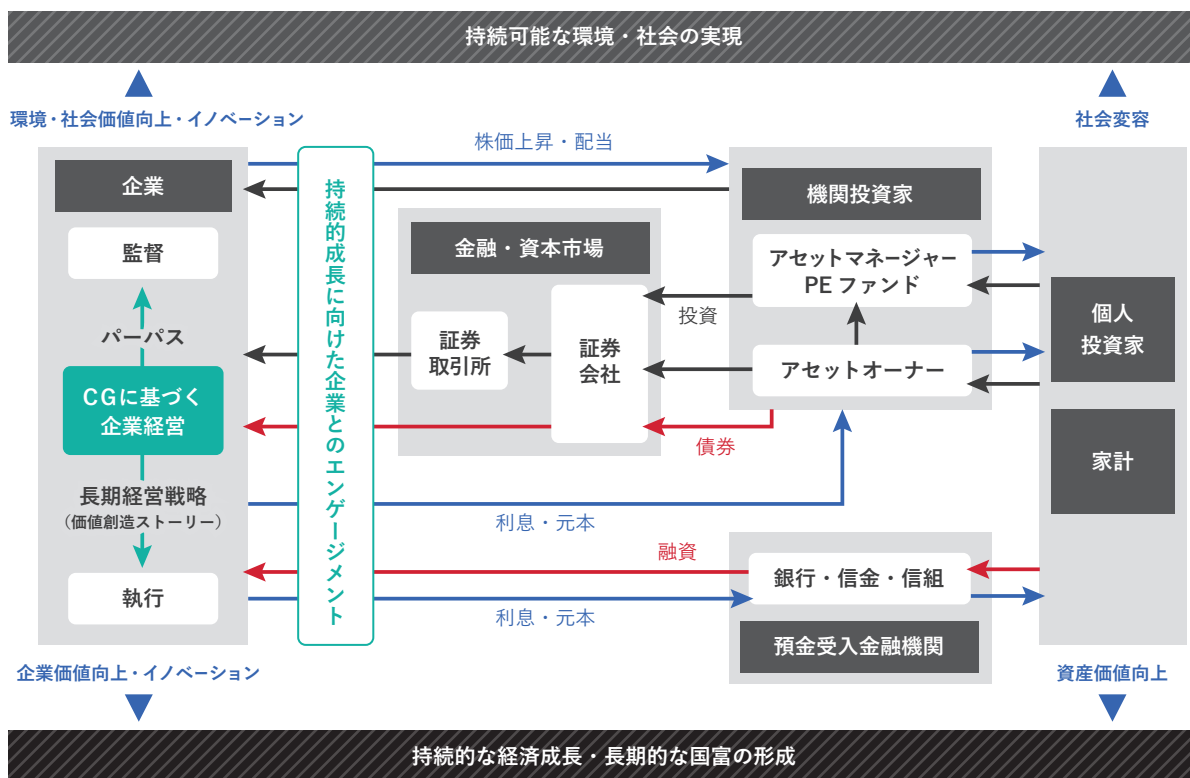 持続可能な環境・社会の実現
環境・社会価値向上・イノベーション
社会変容
企業
監督
パーパス
CGに基づく
企業経営
長期経営戦略
（価値創造ストーリー）
執行
持続的成長に向けた企業とのエンゲージメント
株価上昇・配当
金融・資本市場
証券
取引所
証券
会社
投資
債券
利息・元本
融資
利息・元本
機関投資家
アセットマネージャー
PE ファンド
アセットオーナー
銀行・信金・信組
預金受入金融機関
個人
投資家
家計
企業価値向上・イノベーション
資産価値向上
持続的な経済成長・長期的な国富の形成